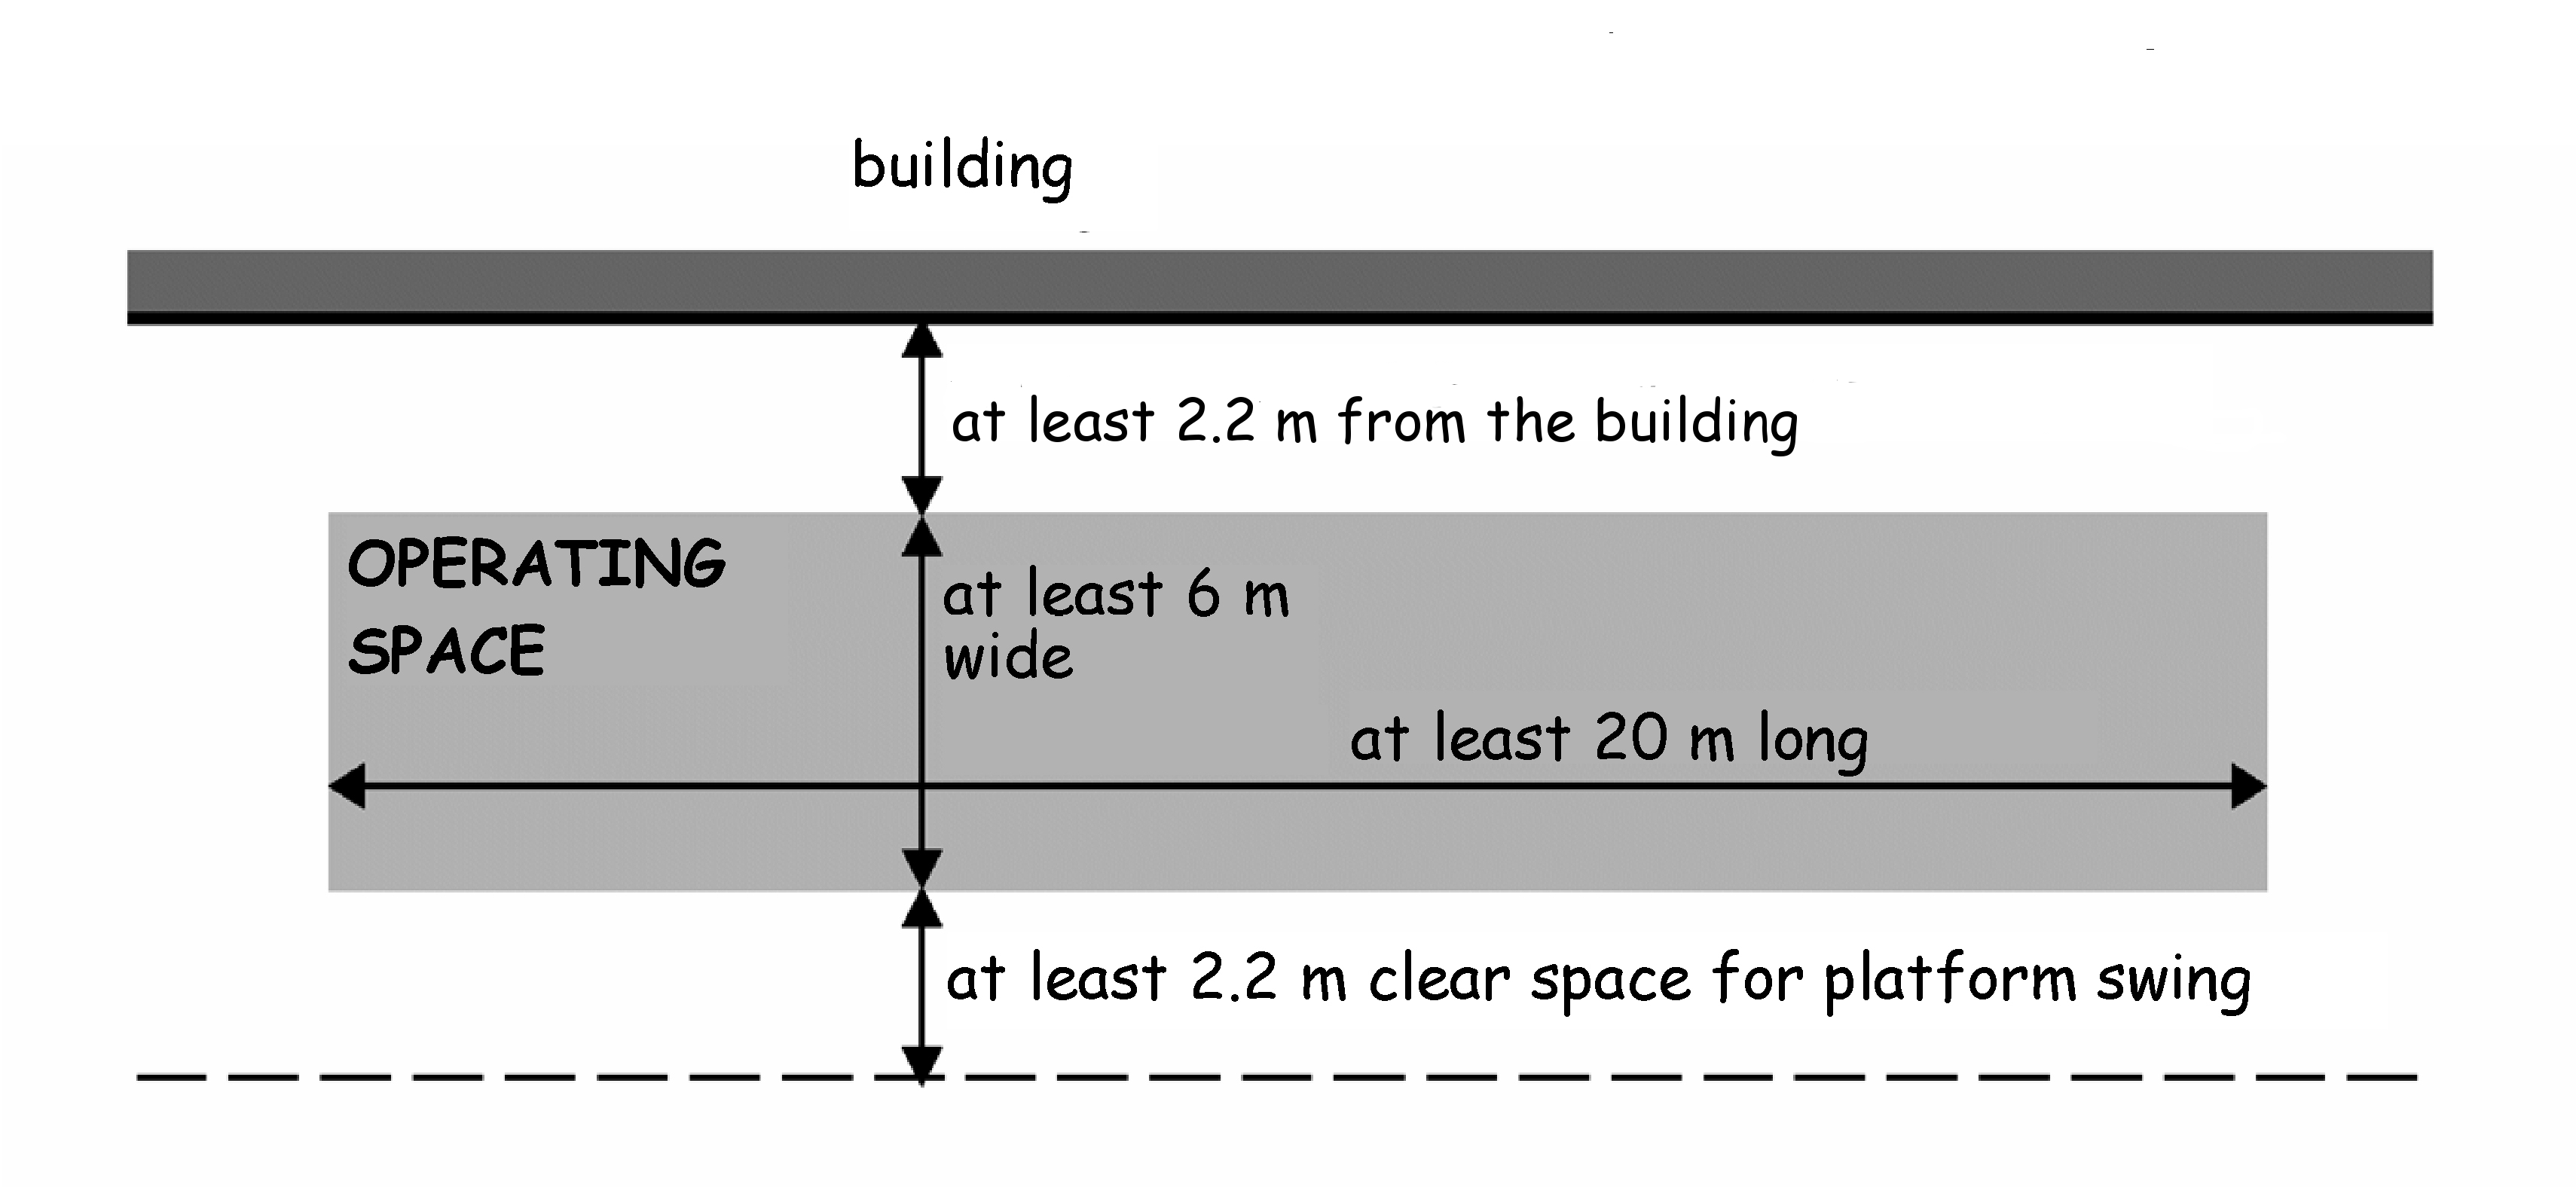 building
at least 2.2 m from the building
OPERATING
SPACE
at least 6 m
wide
at least 20 m long
at least 2.2 m clear space for platform swing